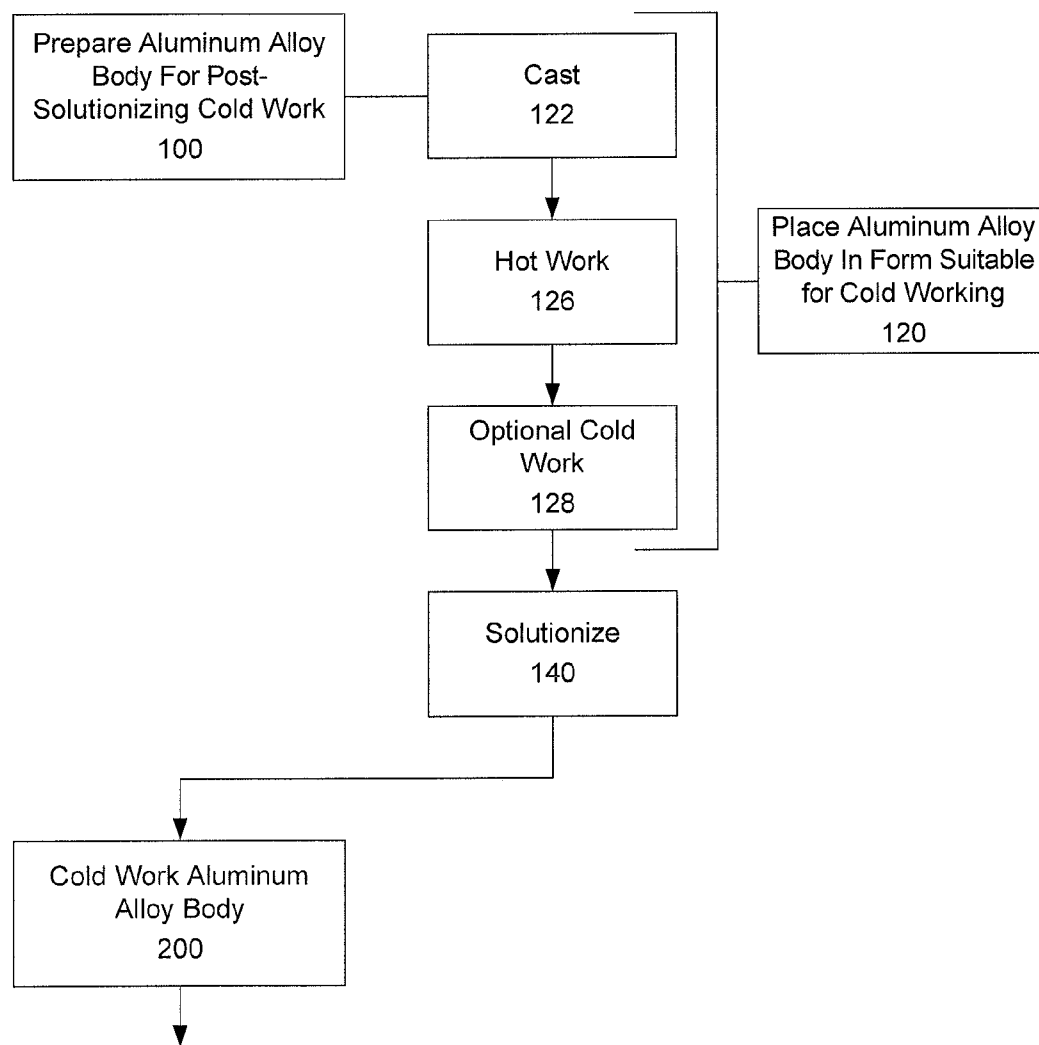 Prepare Aluminum Alloy
Body For Post-
Solutionizing Cold Work
100
Cast
122
Hot Work
126
Place Aluminum Alloy
Body In Form Suitable
for Cold Working
120
Optional Cold
Work
128
Solutionize
140
Cold Work Aluminum
Alloy Body
200